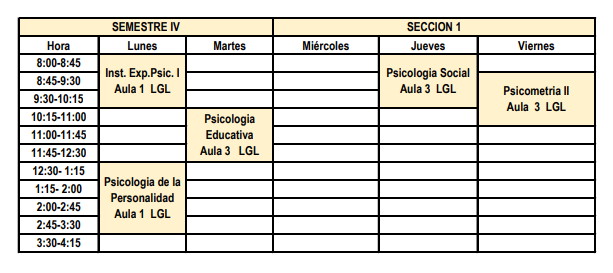 SEMESTRE IV SECCION 1
Hora Lunes Martes Miércoles Jueves Viernes
8:00-8:45
8:45-9:30
9:30-10:15
10:15-11:00
11:00-11:45
11:45-12:30
12:30- 1:15
1:15- 2:00
2:00-2:45
2:45-3:30
3:30-4:15
Inst. Exp.Psic. I
Aula 1 LGL
Psicologia de la
Personalidad
Aula 1 LGL
Psicologia
Educativa
Aula 3 LGL
Psicologia Social
Aula 3 LGL
Psicometria II
Aula 3 LGL